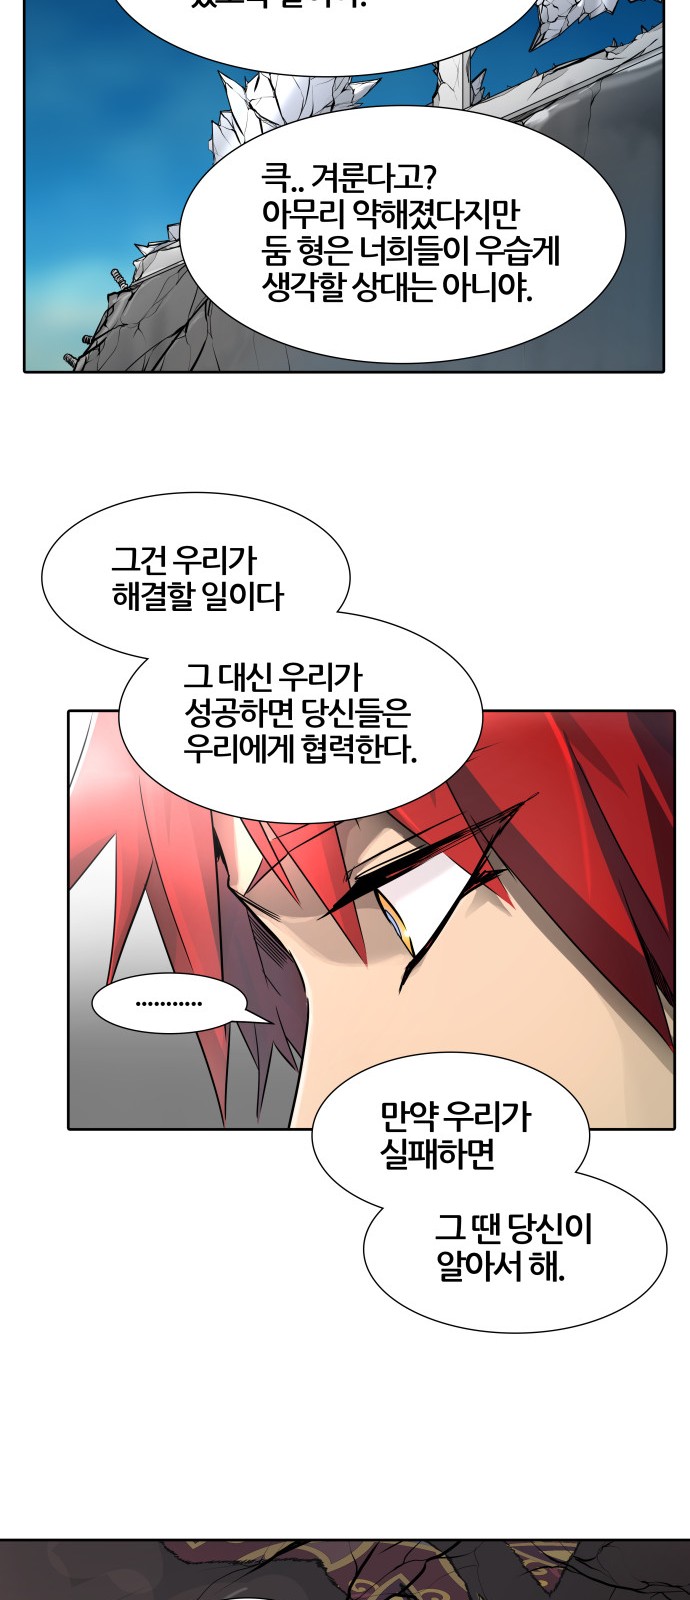 큭.. 겨룬다고?
아무리 약해졌다지만
둠 형은 너희들이 우습게
생각할 상대는 아니야.
그건 우리가
해결할 일이다
그 대신 우리가
성공하면 당신들은
우리에게 협력한다.
...........
만약 우리가
실패하면
그 땐 당신이
알아서 해.